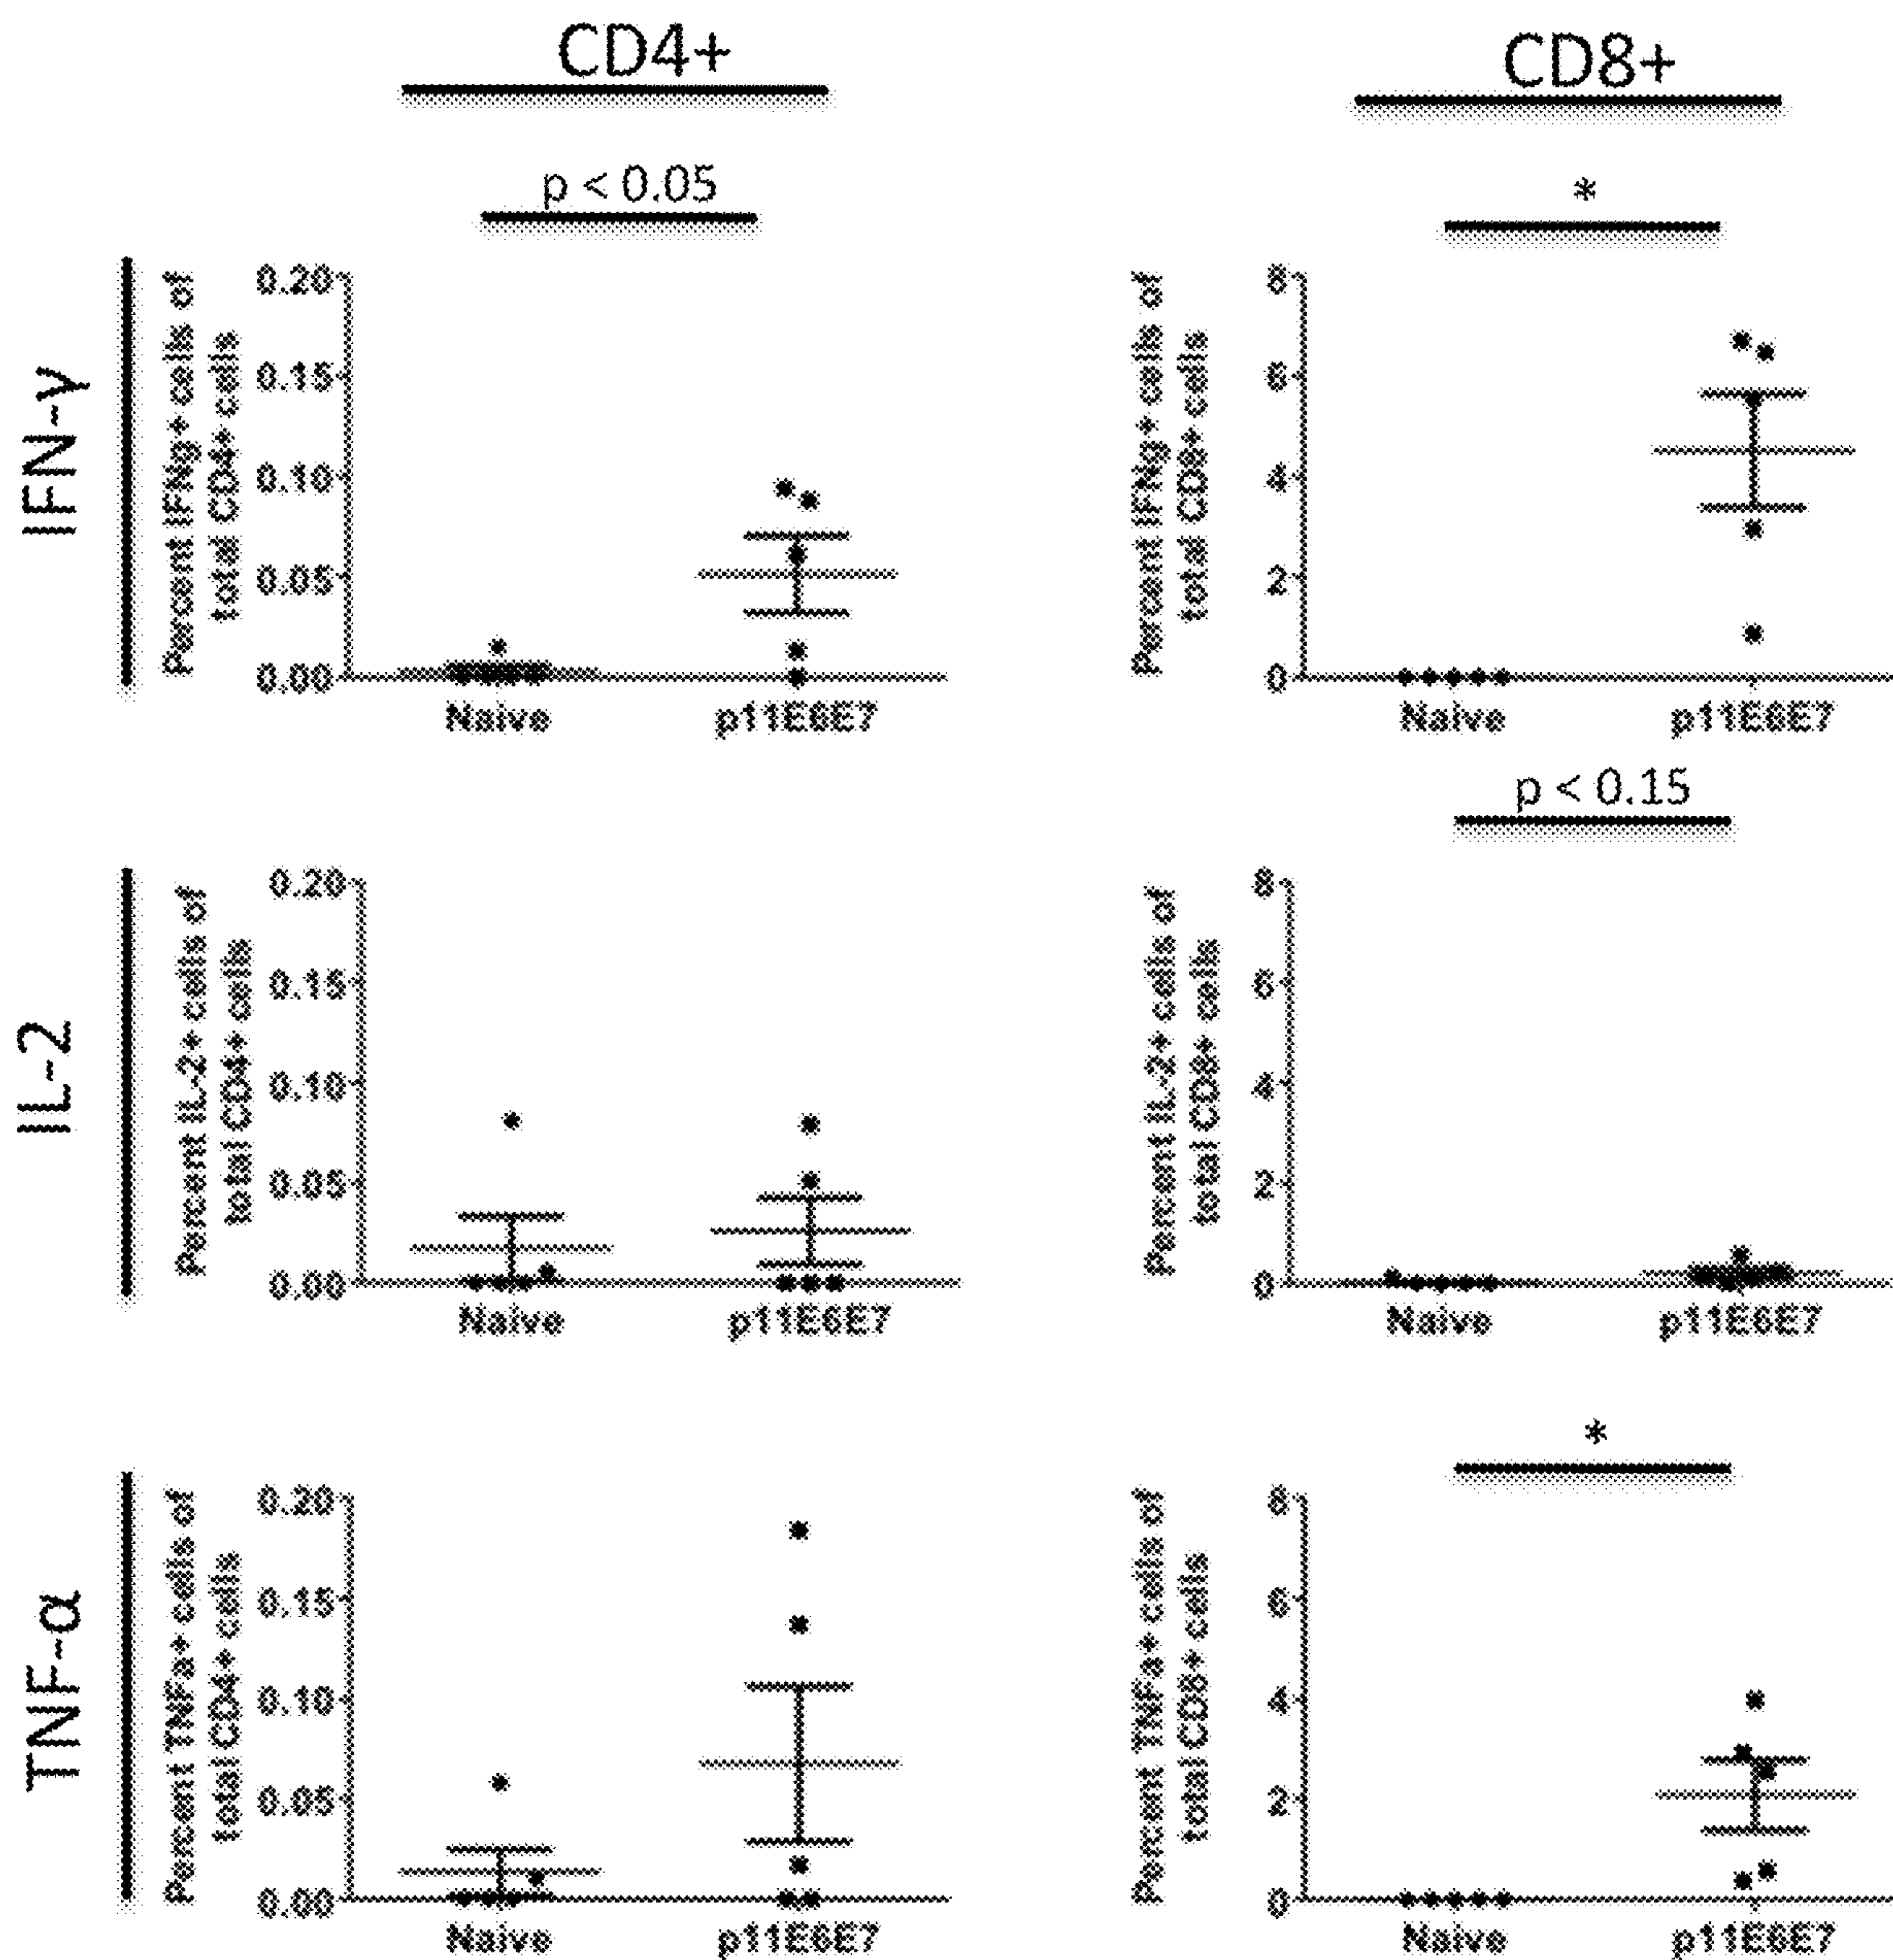 CD4+
CD8+
p < 0.05
*
IFN-γ
Percent IFNg+ cells of
total CD4+ cells
0.20
0.15
0.10
0.05
0.00
Naive
p11E6E7
Percent IFNg+ cells of
total CD8+ cells
8
6
4
2
0
Naive
p11E6E7
p < 0.15
IL-2
Percent IL-2+ cells of
total CD4+ cells
0.20
0.15
0.10
0.05
0.00
Naive
p11E6E7
Percent IL-2+ cells of
total CD8+ cells
8
6
4
2
0
Naive
p11E6E7
*
TNF-α
Percent TNFa+ cells of
total CD4+ cells
0.20
0.15
0.10
0.05
0.00
Naive
p11E6E7
Percent TNFa+ cells of
total CD8+ cells
8
6
4
2
0
Naive
p11E6E7